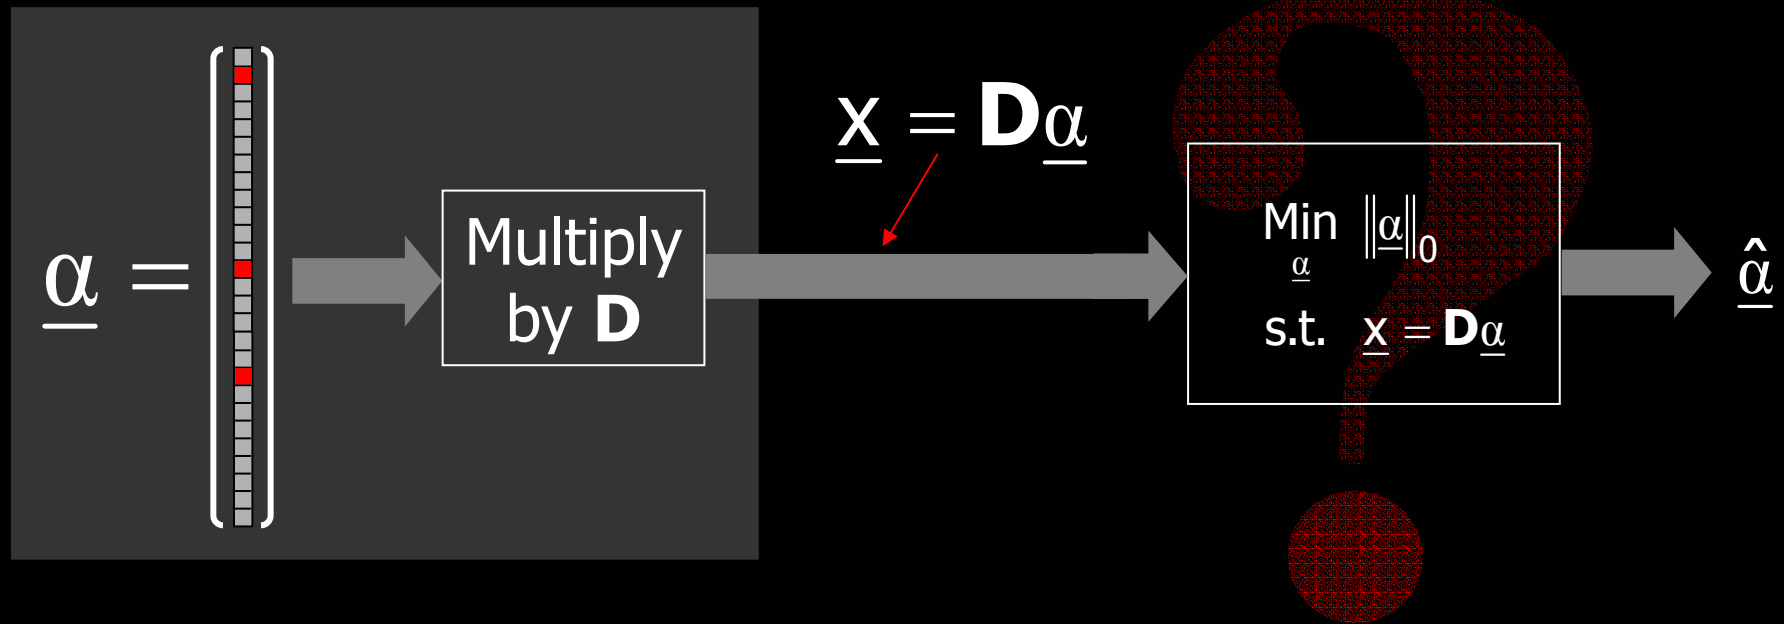 α =
Multiply
by D
x = Dα
Min ‖α‖₀
α
s.t. x = Dα
α̂